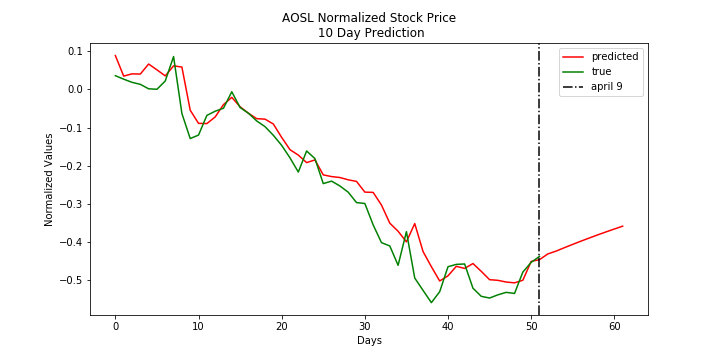 AOSL Normalized Stock Price
10 Day Prediction
predicted
true
april 9
Normalized Values
0.1
0.0
−0.1
−0.2
−0.3
−0.4
−0.5
0 10 20 30 40 50 60
Days